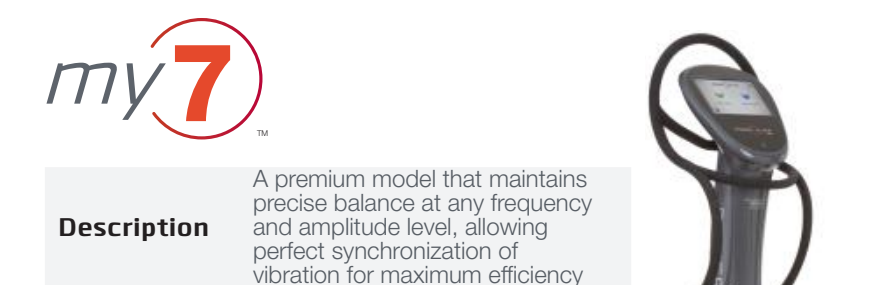 my7
TM
Description
A premium model that maintains
precise balance at any frequency
and amplitude level, allowing
perfect synchronization of
vibration for maximum efficiency